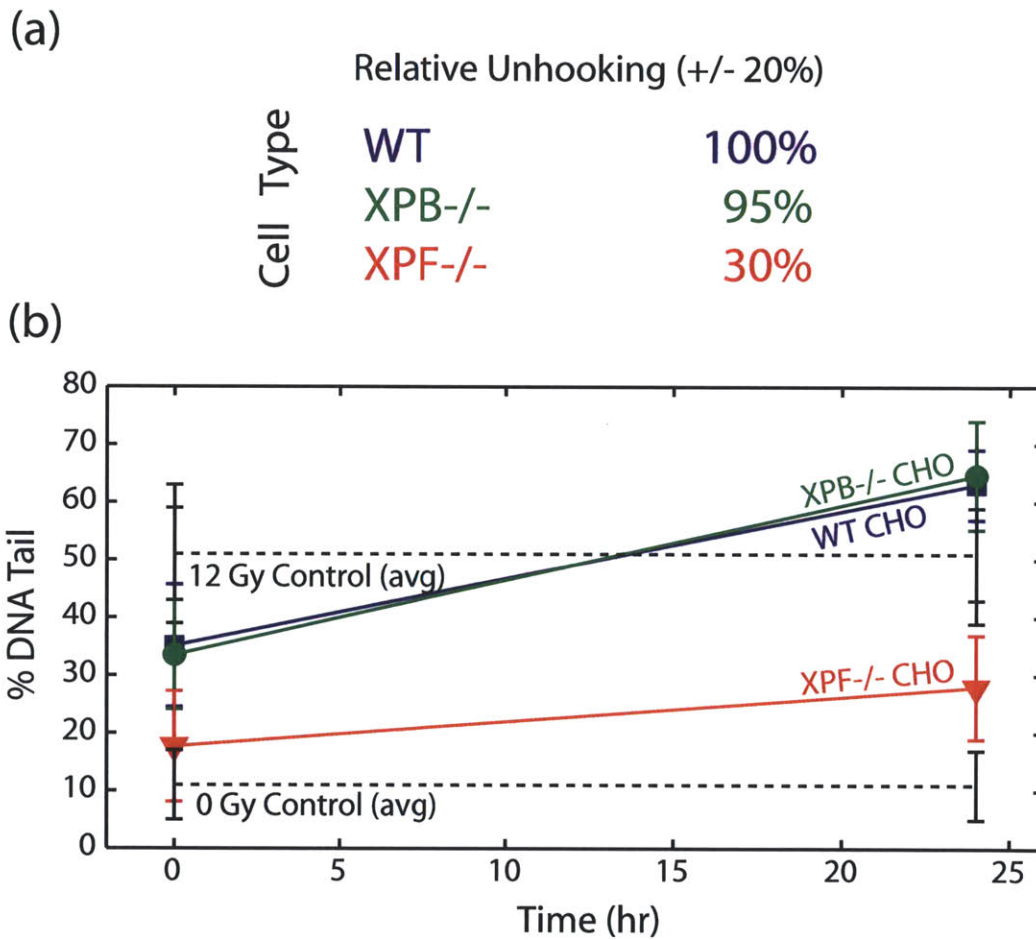 (a)
Relative Unhooking (+/- 20%)
Cell Type
WT 100%
XPB-/- 95%
XPF-/- 30%
(b)
80
70
60
50
40
30
20
10
0
% DNA Tail
XPB-/- CHO
WT CHO
12 Gy Control (avg)
XPF-/- CHO
0 Gy Control (avg)
0 5 10 15 20 25
Time (hr)